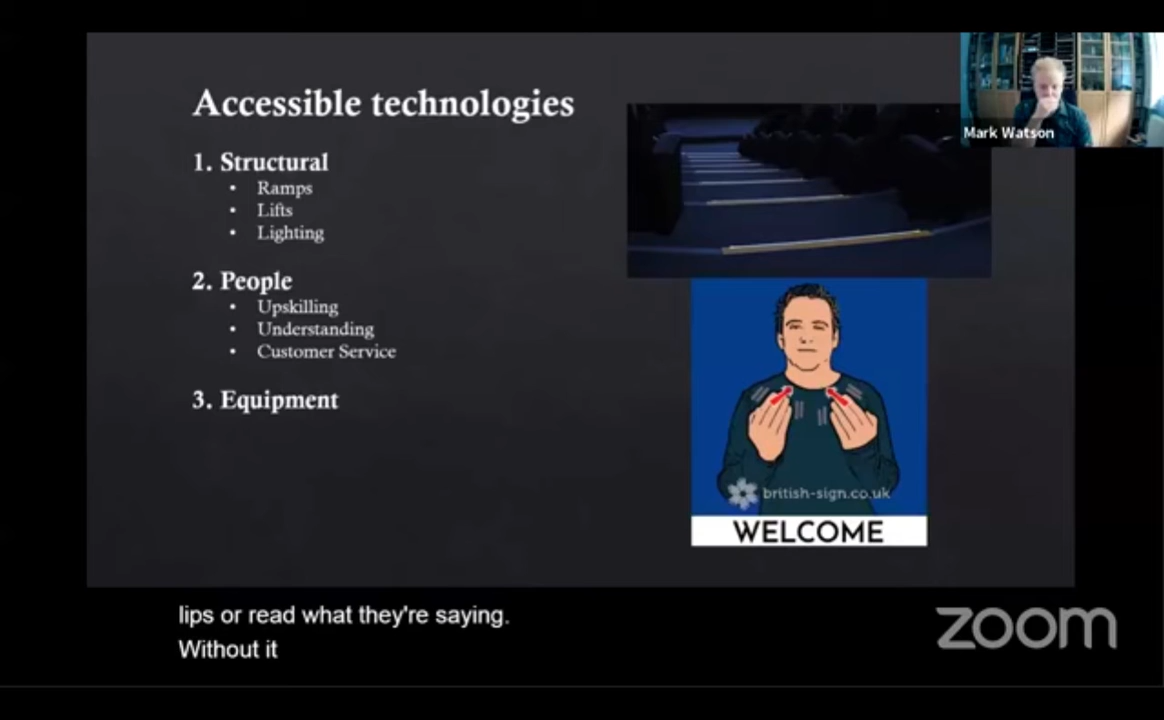 Accessible technologies
1. Structural
• Ramps
• Lifts
• Lighting
2. People
• Upskilling
• Understanding
• Customer Service
3. Equipment
Mark Watson
british-sign.co.uk
WELCOME
lips or read what they're saying.
Without it
zoom